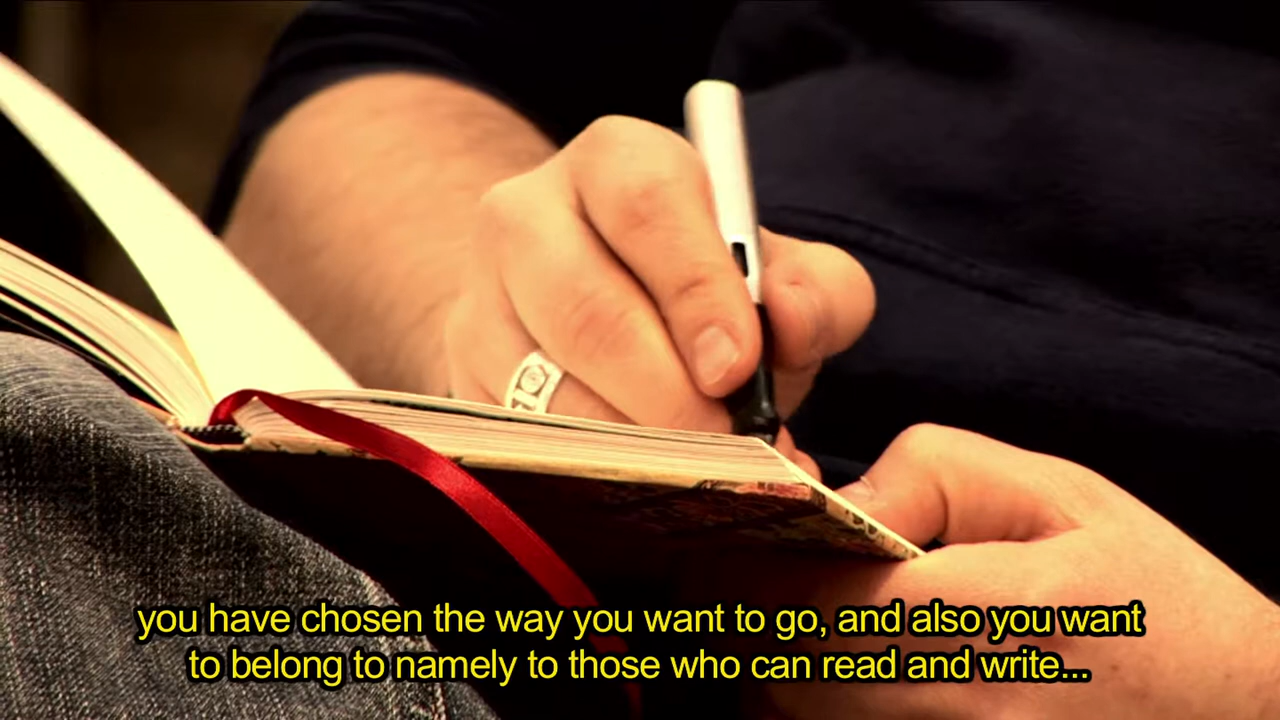 you have chosen the way you want to go, and also you want
to belong to namely to those who can read and write...